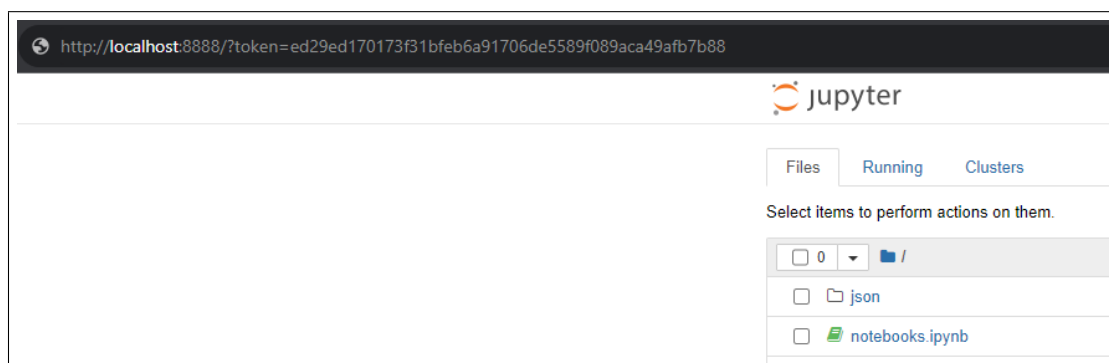 http://localhost:8888/?token=ed29ed170173f31bfeb6a91706de5589f089aca49afb7b88
jupyter
Files Running Clusters
Select items to perform actions on them.
0 /
json
notebooks.ipynb